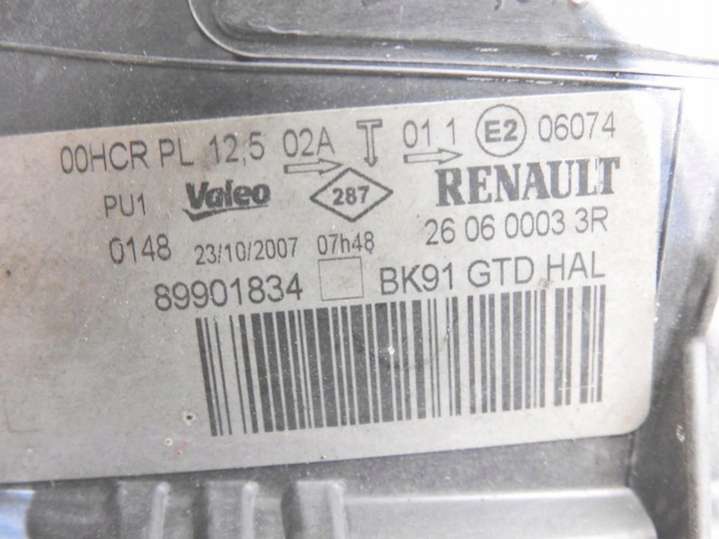 00HCR PL 12,5 02A 01 1 E2 06074
PU1 Valeo 287 RENAULT
0148 23/10/2007 07h48 26 06 0003 3R
89901834 BK91 GTD HAL